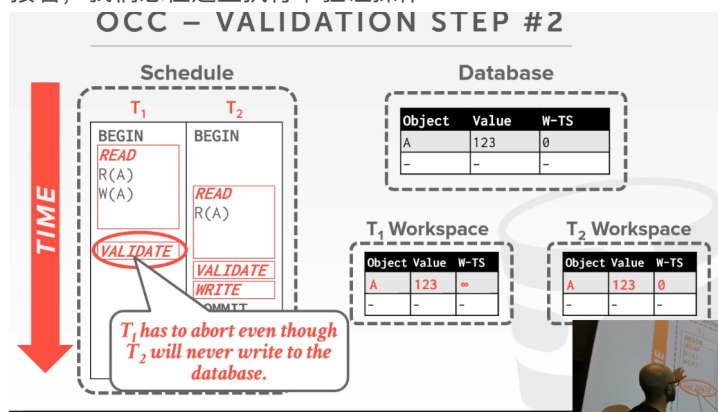 OCC – VALIDATION STEP #2
Schedule
Database
TIME
T1
T2
BEGIN
READ
R(A)
W(A)
VALIDATE
BEGIN
READ
R(A)
VALIDATE
WRITE
COMMIT
Object Value W-TS
A 123 0
– – –
T1 Workspace
Object Value W-TS
A 123 ∞
– – –
T2 Workspace
Object Value W-TS
A 123 0
– – –
T1 has to abort even though
T2 will never write to the
database.